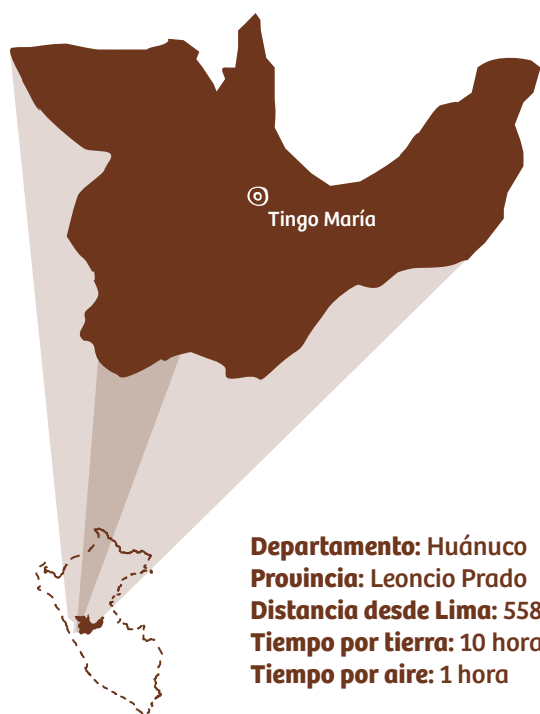 Tingo María
Departamento: Huánuco
Provincia: Leoncio Prado
Distancia desde Lima: 558
Tiempo por tierra: 10 hora
Tiempo por aire: 1 hora